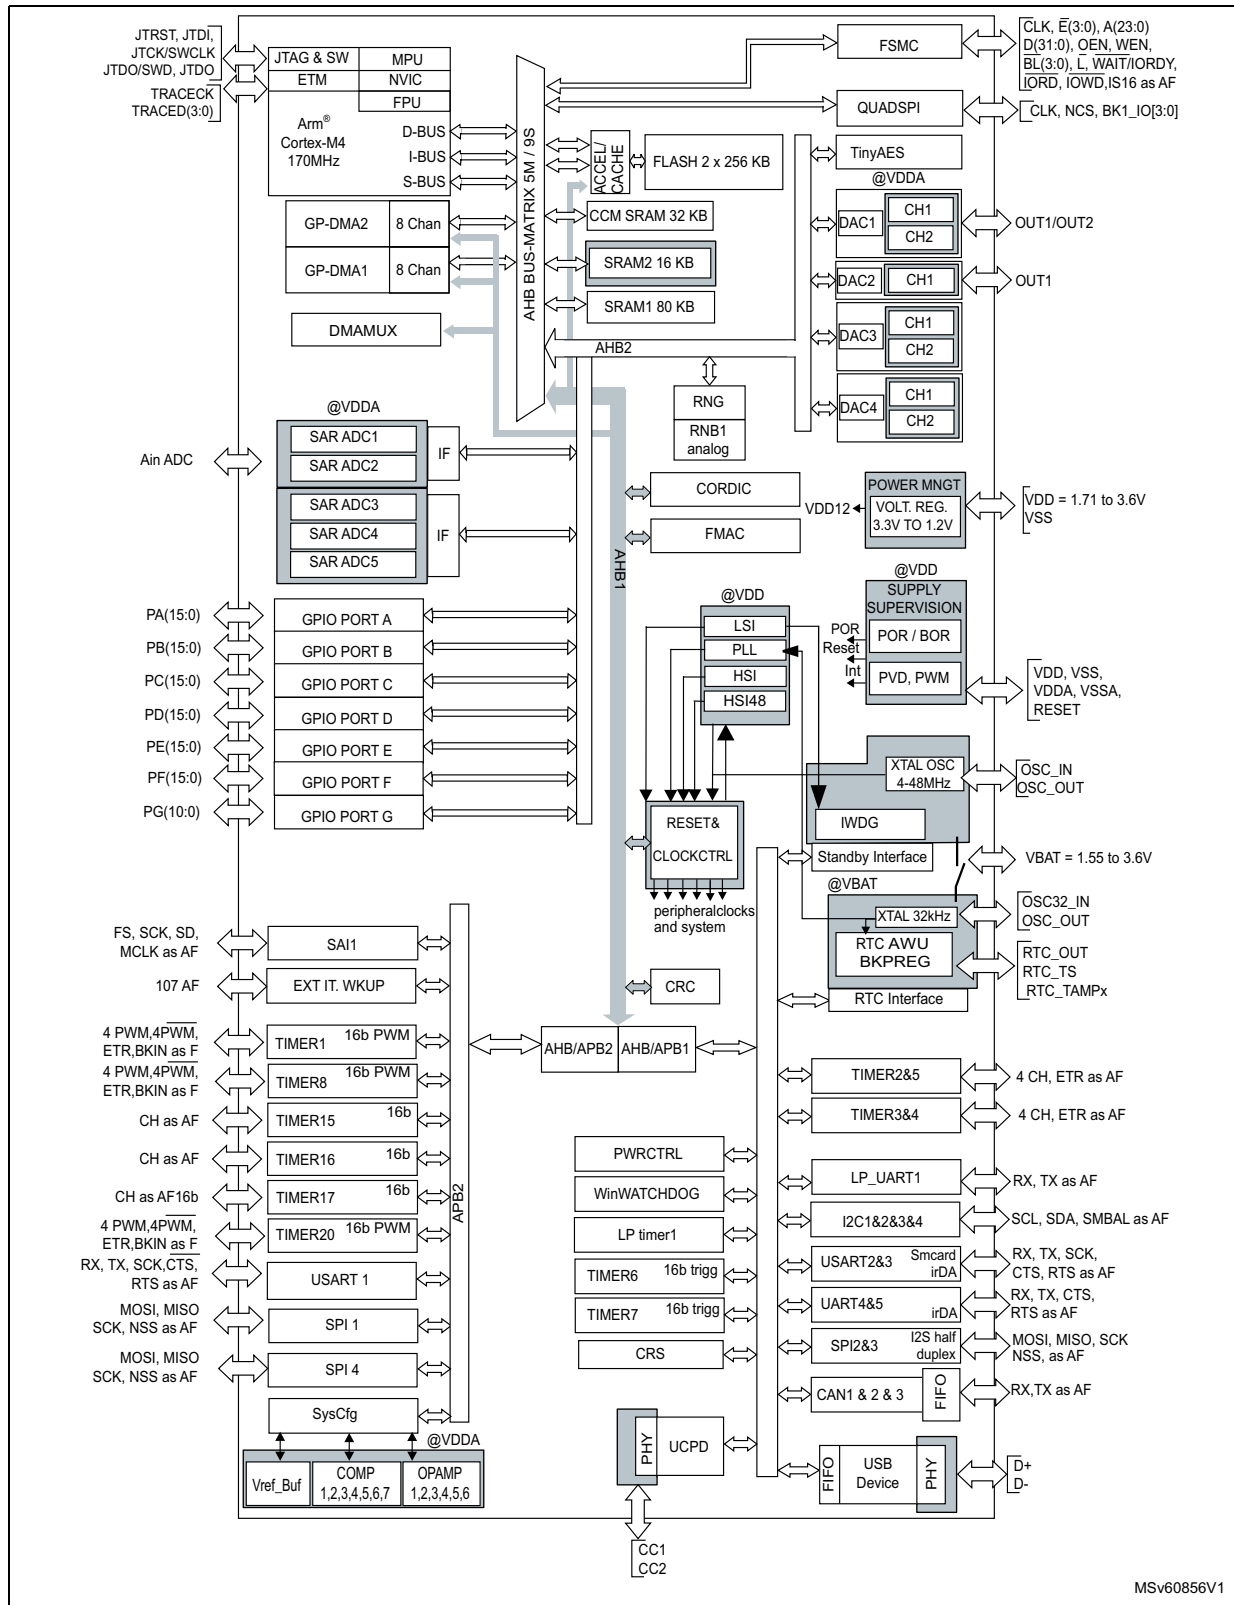 JTRST, JTDI,
JTCK/SWCLK
JTDO/SWD, JTDO
TRACECK
TRACED(3:0)
JTAG & SW
MPU
ETM
NVIC
FPU
Arm®
Cortex-M4
170MHz
D-BUS
I-BUS
S-BUS
GP-DMA2
8 Chan
GP-DMA1
8 Chan
DMAMUX
AHB BUS-MATRIX 5M / 9S
ACCEL/
CACHE
FLASH 2 x 256 KB
CCM SRAM 32 KB
SRAM2 16 KB
SRAM1 80 KB
AHB2
RNG
RNB1
analog
FSMC
CLK, E(3:0), A(23:0)
D(31:0), OEN, WEN,
BL(3:0), L, WAIT/IORDY,
IORD, IOWD,IS16 as AF
QUADSPI
CLK, NCS, BK1_IO[3:0]
TinyAES
@VDDA
DAC1
CH1
CH2
OUT1/OUT2
DAC2
CH1
OUT1
DAC3
CH1
CH2
DAC4
CH1
CH2
@VDDA
Ain ADC
SAR ADC1
SAR ADC2
IF
SAR ADC3
SAR ADC4
SAR ADC5
IF
CORDIC
FMAC
AHB1
POWER MNGT
VDD12
VOLT. REG.
3.3V TO 1.2V
VDD = 1.71 to 3.6V
VSS
@VDD
SUPPLY
SUPERVISION
POR
Reset
Int
POR / BOR
PVD, PWM
VDD, VSS,
VDDA, VSSA,
RESET
@VDD
LSI
PLL
HSI
HSI48
PA(15:0)
GPIO PORT A
PB(15:0)
GPIO PORT B
PC(15:0)
GPIO PORT C
PD(15:0)
GPIO PORT D
PE(15:0)
GPIO PORT E
PF(15:0)
GPIO PORT F
PG(10:0)
GPIO PORT G
RESET&
CLOCKCTRL
peripheralclocks
and system
XTAL OSC
4-48MHz
OSC_IN
OSC_OUT
IWDG
Standby Interface
VBAT = 1.55 to 3.6V
@VBAT
XTAL 32kHz
OSC32_IN
OSC_OUT
RTC AWU
BKPREG
RTC_OUT
RTC_TS
RTC_TAMPx
RTC Interface
CRC
AHB/APB2
AHB/APB1
FS, SCK, SD,
MCLK as AF
SAI1
107 AF
EXT IT. WKUP
4 PWM,4PWM,
ETR,BKIN as F
TIMER1
16b PWM
4 PWM,4PWM,
ETR,BKIN as F
TIMER8
16b PWM
CH as AF
TIMER15
16b
CH as AF
TIMER16
16b
CH as AF16b
TIMER17
16b
4 PWM,4PWM,
ETR,BKIN as F
TIMER20
16b PWM
RX, TX, SCK,CTS,
RTS as AF
USART 1
MOSI, MISO
SCK, NSS as AF
SPI 1
MOSI, MISO
SCK, NSS as AF
SPI 4
APB2
SysCfg
@VDDA
Vref_Buf
COMP
1,2,3,4,5,6,7
OPAMP
1,2,3,4,5,6
PWRCTRL
WinWATCHDOG
LP timer1
TIMER6
16b trigg
TIMER7
16b trigg
CRS
PHY
UCPD
CC1
CC2
TIMER2&5
4 CH, ETR as AF
TIMER3&4
4 CH, ETR as AF
LP_UART1
RX, TX as AF
I2C1&2&3&4
SCL, SDA, SMBAL as AF
USART2&3
Smcard
irDA
RX, TX, SCK,
CTS, RTS as AF
UART4&5
irDA
RX, TX, CTS,
RTS as AF
SPI2&3
I2S half
duplex
MOSI, MISO, SCK
NSS, as AF
CAN1 & 2 & 3
FIFO
RX,TX as AF
FIFO
USB
Device
PHY
D+
D-
MSv60856V1